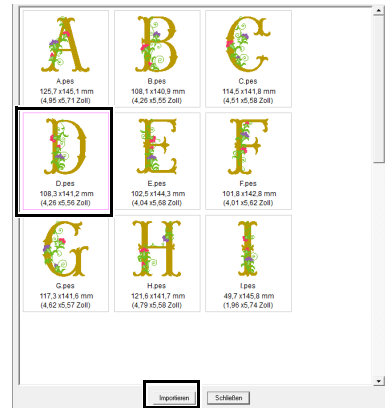 A.pes
125,7 x145,1 mm
(4,95 x5,71 Zoll)
B.pes
108,1 x140,9 mm
(4,26 x5,55 Zoll)
C.pes
114,5 x141,8 mm
(4,51 x5,58 Zoll)
D.pes
108,3 x141,2 mm
(4,26 x5,56 Zoll)
E.pes
102,5 x144,3 mm
(4,04 x5,68 Zoll)
F.pes
101,8 x142,8 mm
(4,01 x5,62 Zoll)
G.pes
117,3 x141,6 mm
(4,62 x5,57 Zoll)
H.pes
121,6 x141,7 mm
(4,79 x5,58 Zoll)
I.pes
49,7 x145,8 mm
(1,96 x5,74 Zoll)
Importieren
Schließen